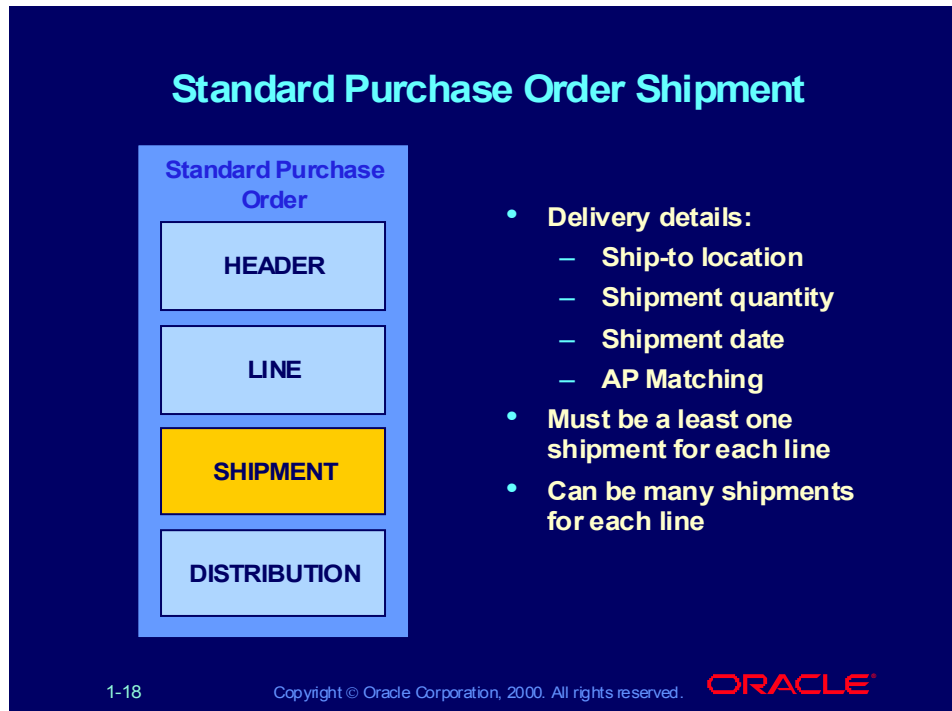 Standard Purchase Order Shipment
Standard Purchase
Order
HEADER
LINE
SHIPMENT
DISTRIBUTION
• Delivery details:
– Ship-to location
– Shipment quantity
– Shipment date
– AP Matching
• Must be a least one
shipment for each line
• Can be many shipments
for each line
1-18
Copyright © Oracle Corporation, 2000. All rights reserved.
ORACLE®